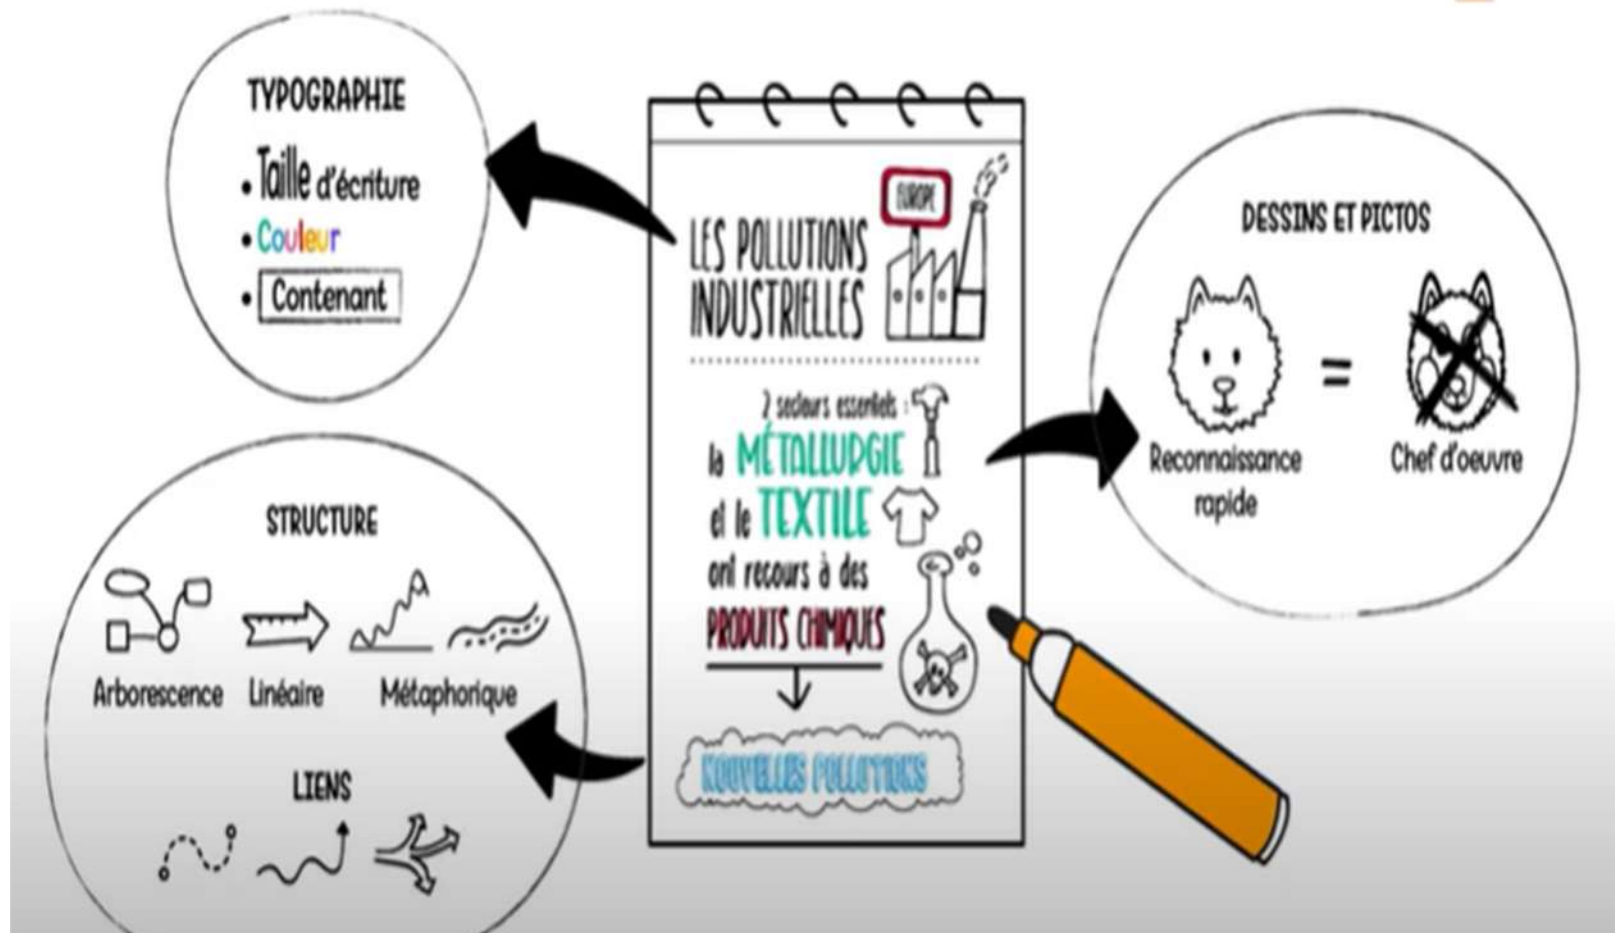 TYPOGRAPHIE
• Taille d'écriture
• Couleur
• Contenant
STRUCTURE
Arborescence Linéaire Métaphorique
LIENS
EUROPE
LES POLLUTIONS
INDUSTRIELLES
2 secteurs essentiels :
la MÉTALLURGIE
et le TEXTILE
ont recours à des
PRODUITS CHIMIQUES
NOUVELLES POLLUTIONS
DESSINS ET PICTOS
=
Reconnaissance
rapide
Chef d'oeuvre